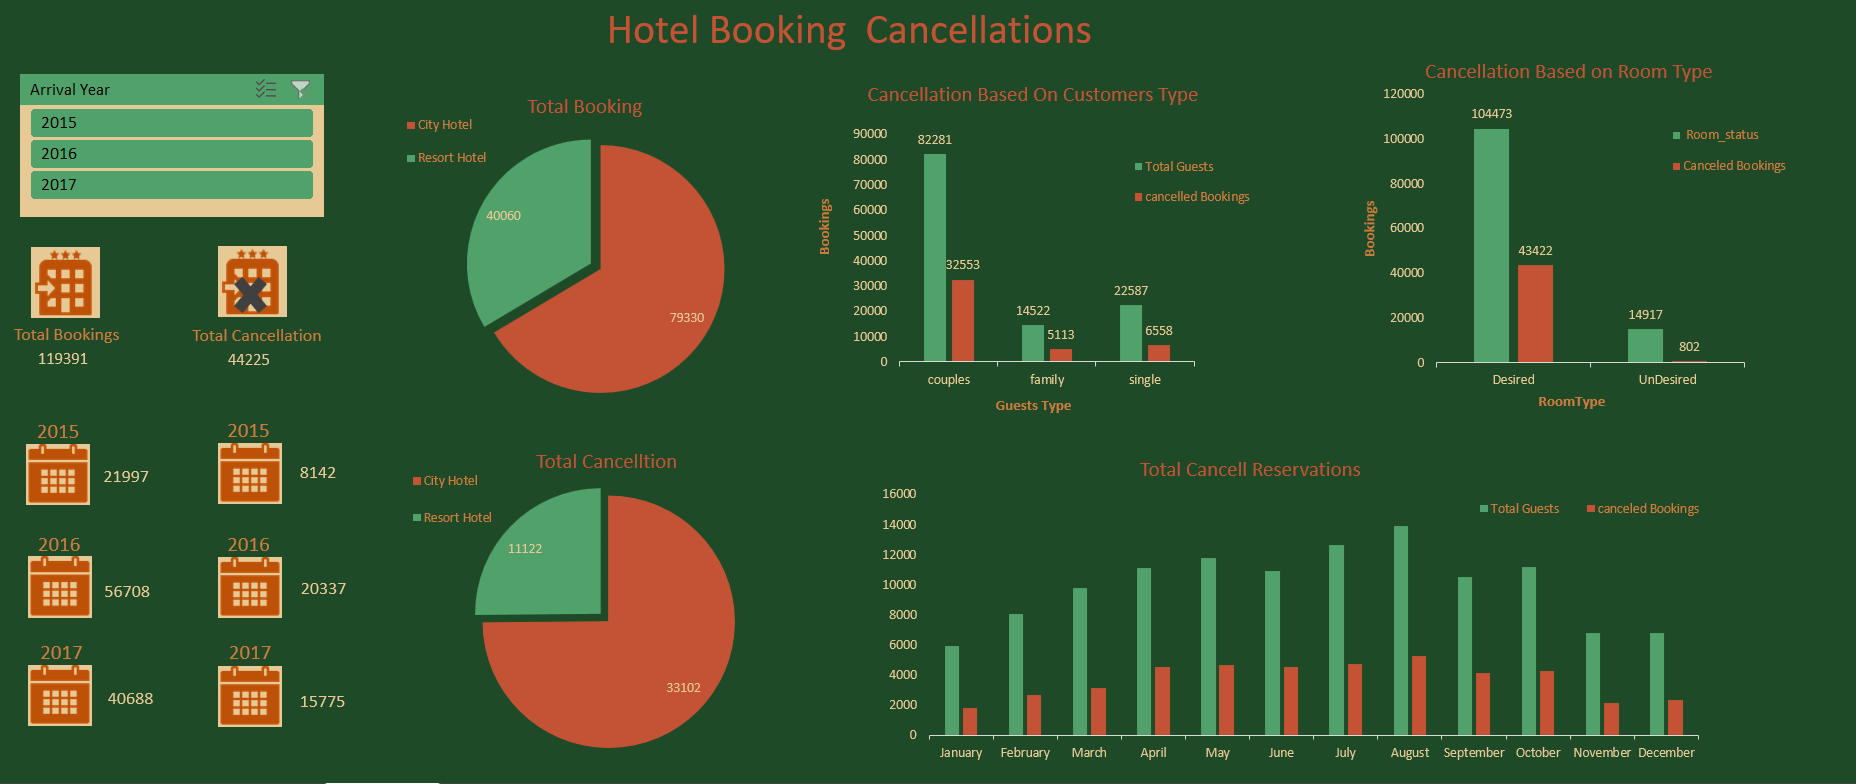 Hotel Booking  Cancellations
Arrival Year
2015
2016
2017
Total Bookings
119391
Total Cancellation
44225
2015
21997
2015
8142
2016
56708
2016
20337
2017
40688
2017
15775
Total Booking
City Hotel
Resort Hotel
40060
79330
Total Cancelltion
City Hotel
Resort Hotel
11122
33102
Cancellation Based On Customers Type
90000
80000
70000
60000
50000
40000
30000
20000
10000
0
Bookings
82281
32553
14522
5113
22587
6558
Total Guests
cancelled Bookings
couples family single
Guests Type
Cancellation Based on Room Type
120000
100000
80000
60000
40000
20000
0
Bookings
104473
43422
14917
802
Room_status
Canceled Bookings
Desired UnDesired
RoomType
Total Cancell Reservations
Total Guests canceled Bookings
16000
14000
12000
10000
8000
6000
4000
2000
0
January February March April May June July August September October November December